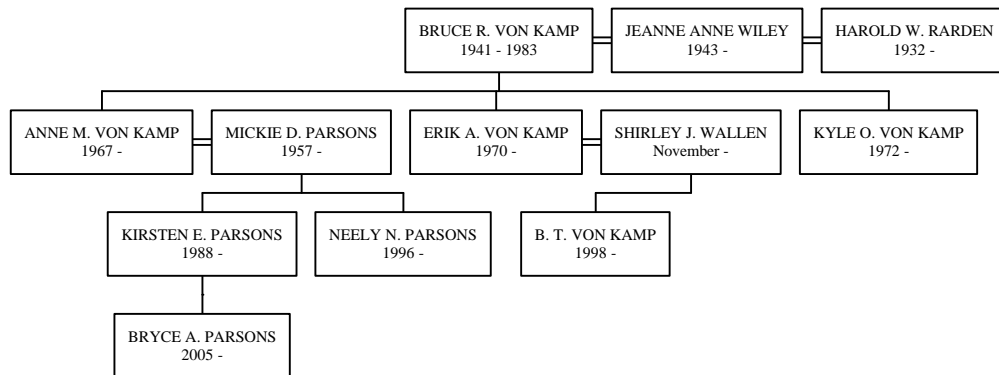 BRUCE R. VON KAMP
1941 - 1983
JEANNE ANNE WILEY
1943 -
HAROLD W. RARDEN
1932 -
ANNE M. VON KAMP
1967 -
MICKIE D. PARSONS
1957 -
ERIK A. VON KAMP
1970 -
SHIRLEY J. WALLEN
November -
KYLE O. VON KAMP
1972 -
KIRSTEN E. PARSONS
1988 -
NEELY N. PARSONS
1996 -
B. T. VON KAMP
1998 -
BRYCE A. PARSONS
2005 -